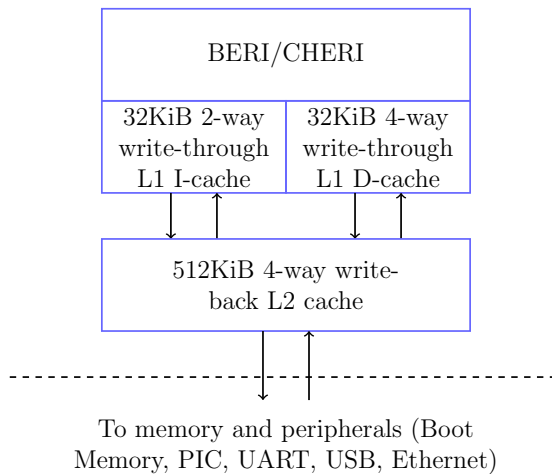 BERI/CHERI
32KiB 2-way
write-through
L1 I-cache
32KiB 4-way
write-through
L1 D-cache
512KiB 4-way write-
back L2 cache
To memory and peripherals (Boot
Memory, PIC, UART, USB, Ethernet)